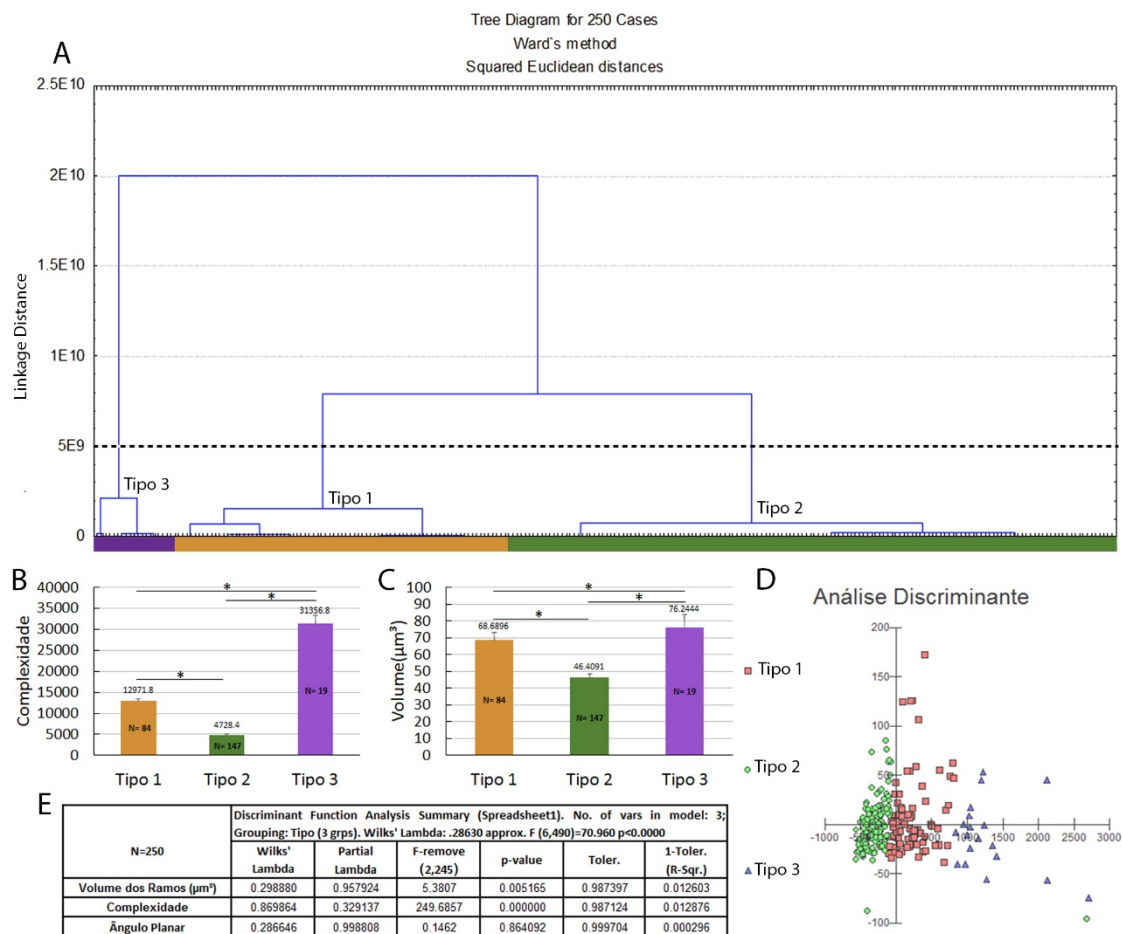 Tree Diagram for 250 Cases
Ward`s method
Squared Euclidean distances
A
2.5E10
2E10
1.5E10
1E10
5E9
0
Linkage Distance
Tipo 3
Tipo 1
Tipo 2
B
Complexidade
40000
35000
30000
25000
20000
15000
10000
5000
0
*
*
*
12971.8
4728.4
31356.8
N= 84
N= 147
N= 19
Tipo 1 Tipo 2 Tipo 3
C
Volume(µm³)
100
90
80
70
60
50
40
30
20
10
0
*
*
*
68.6896
46.4091
76.2444
N= 84
N= 147
N= 19
Tipo 1 Tipo 2 Tipo 3
D
Análise Discriminante
Tipo 1
Tipo 2
Tipo 3
200
150
100
50
-50
-100
-1000 -500 0 500 1000 1500 2000 2500 3000
E
Discriminant Function Analysis Summary (Spreadsheet1). No. of vars in model: 3;
Grouping: Tipo (3 grps). Wilks' Lambda: .28630 approx. F (6,490)=70.960 p<0.0000
N=250 Wilks' Lambda Partial Lambda F-remove (2,245) p-value Toler. 1-Toler. (R-Sqr.)
Volume dos Ramos (µm³) 0.298880 0.957924 5.3807 0.005165 0.987397 0.012603
Complexidade 0.869864 0.329137 249.6857 0.000000 0.987124 0.012876
Ângulo Planar 0.286646 0.998808 0.1462 0.864092 0.999704 0.000296